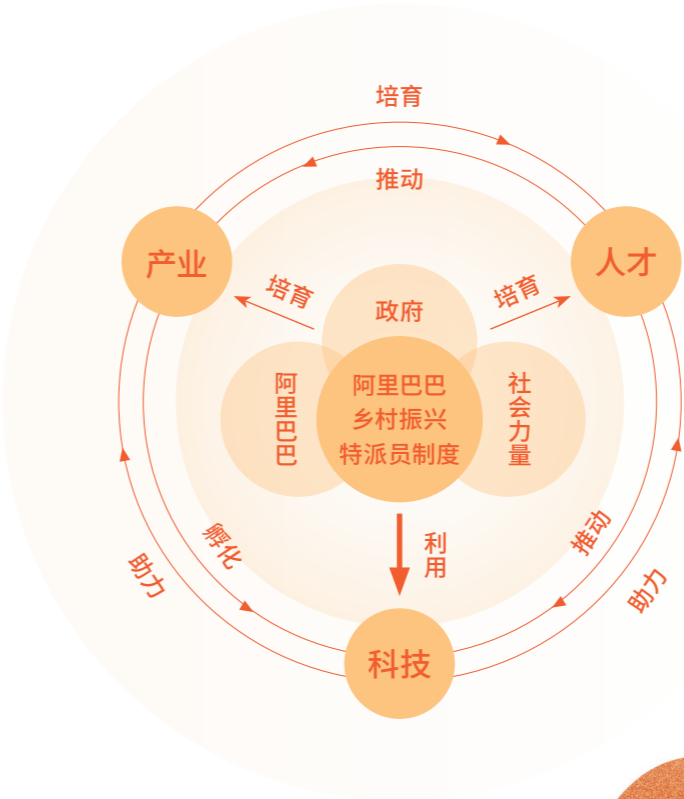 培育
推动
产业
人才
培育
培育
政府
阿里巴巴
阿里巴巴
乡村振兴
特派员制度
社会力量
孵化
利用
推动
助力
助力
科技